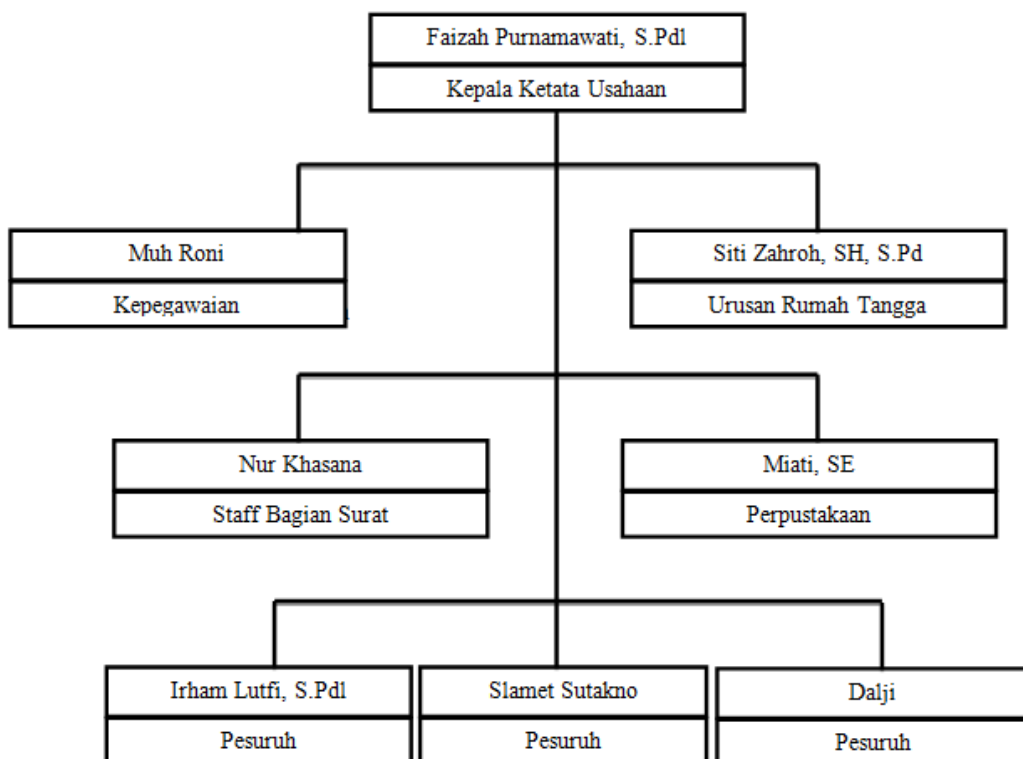 Faizah Purnamawati, S.Pdl
Kepala Ketata Usahaan
Muh Roni
Kepegawaian
Siti Zahroh, SH, S.Pd
Urusan Rumah Tangga
Nur Khasana
Staff Bagian Surat
Miati, SE
Perpustakaan
Irham Lutfi, S.Pdl
Pesuruh
Slamet Sutakno
Pesuruh
Dalji
Pesuruh